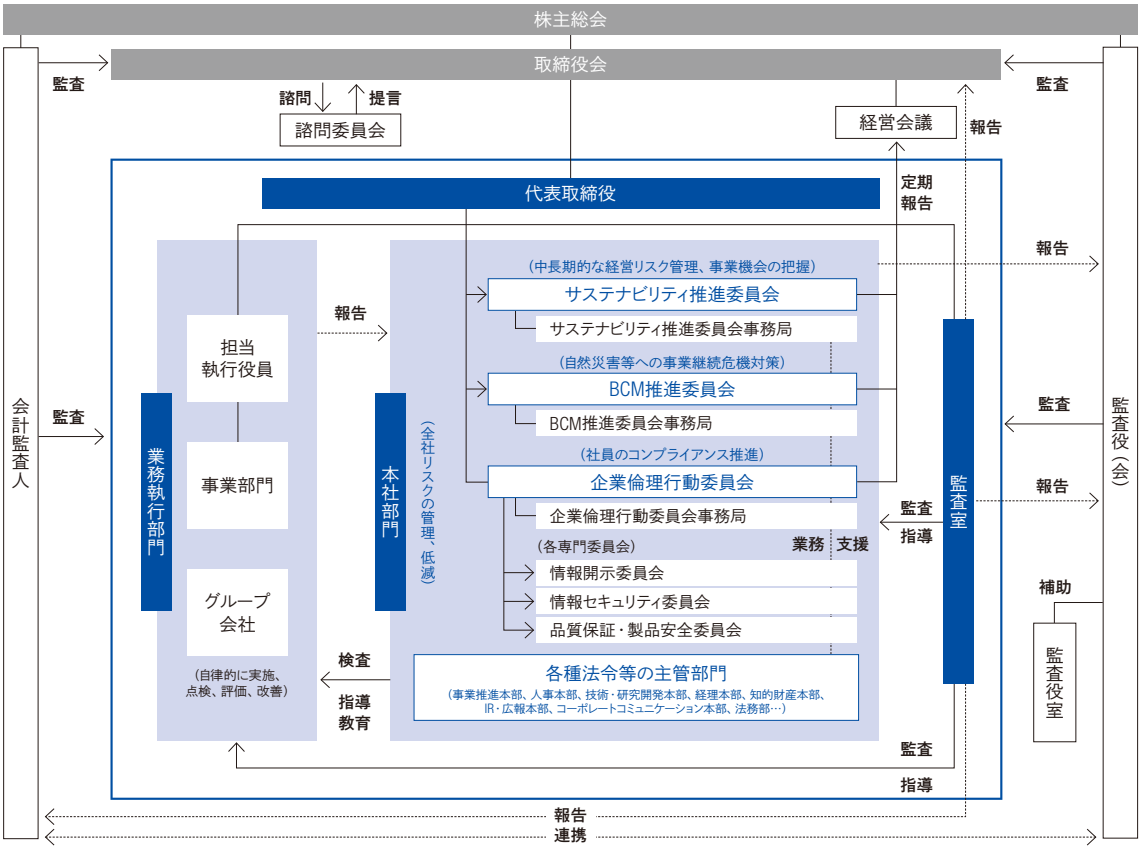 株主総会
取締役会
監査
監査
諮問
提言
諮問委員会
経営会議
報告
代表取締役
定期
報告
(中長期的な経営リスク管理、事業機会の把握)
サステナビリティ推進委員会
サステナビリティ推進委員会事務局
報告
報告
担当
執行役員
(自然災害等への事業継続危機対策)
BCM推進委員会
BCM推進委員会事務局
会計監査人
監査
監査
監査役(会)
業務執行部門
事業部門
本社部門
(全社リスクの管理、低減)
(社員のコンプライアンス推進)
企業倫理行動委員会
企業倫理行動委員会事務局
監査室
報告
監査
指導
業務
支援
(各専門委員会)
情報開示委員会
情報セキュリティ委員会
品質保証・製品安全委員会
グループ
会社
(自律的に実施、
点検、評価、改善)
補助
監査役室
検査
指導
教育
各種法令等の主管部門
(事業推進本部、人事本部、技術・研究開発本部、経理本部、知的財産本部、
IR・広報本部、コーポレートコミュニケーション本部、法務部…)
監査
指導
報告
連携